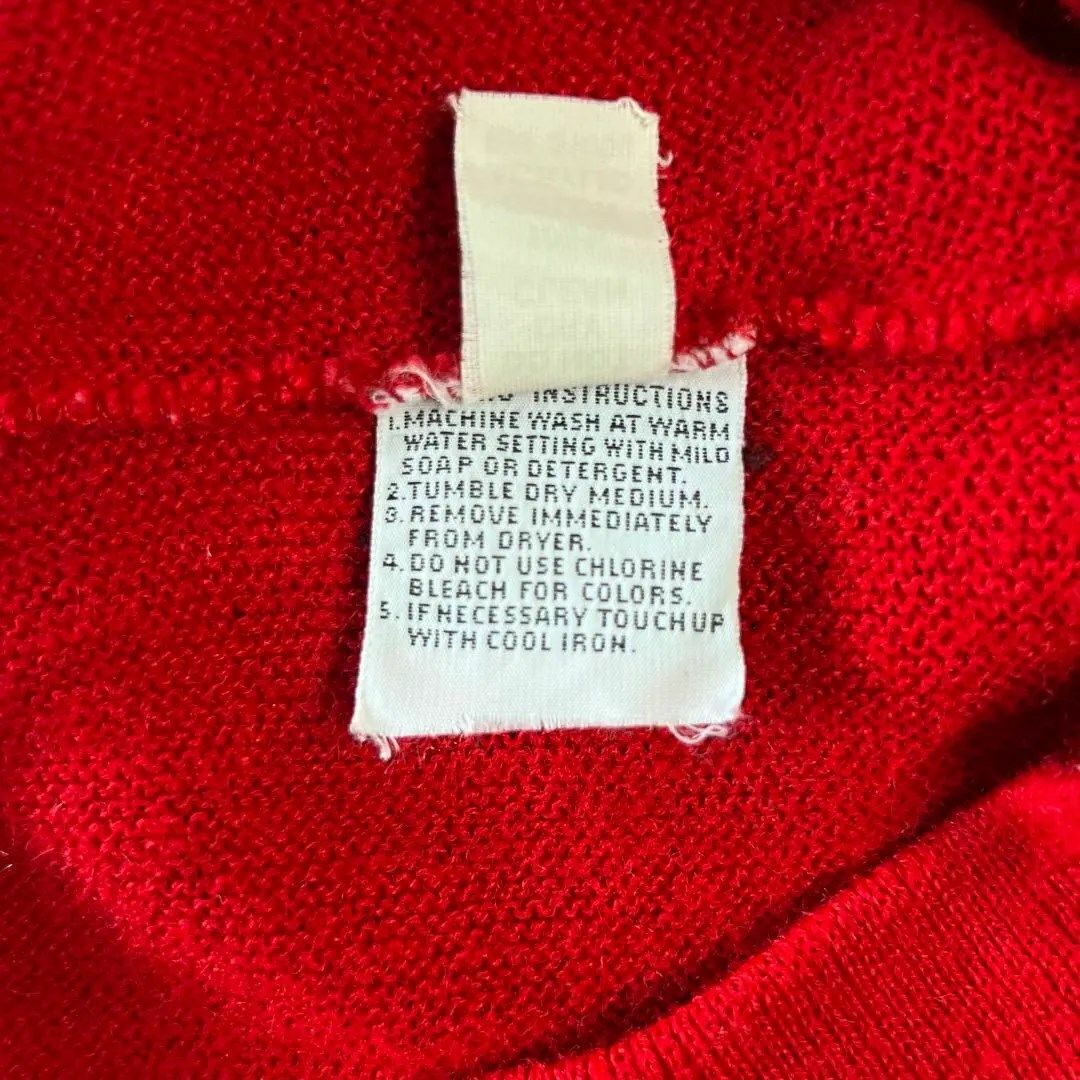 INSTRUCTIONS
1. MACHINE WASH AT WARM
WATER SETTING WITH MILD
SOAP OR DETERGENT.
2. TUMBLE DRY MEDIUM.
3. REMOVE IMMEDIATELY
FROM DRYER.
4. DO NOT USE CHLORINE
BLEACH FOR COLORS.
5. IF NECESSARY TOUCH UP
WITH COOL IRON.